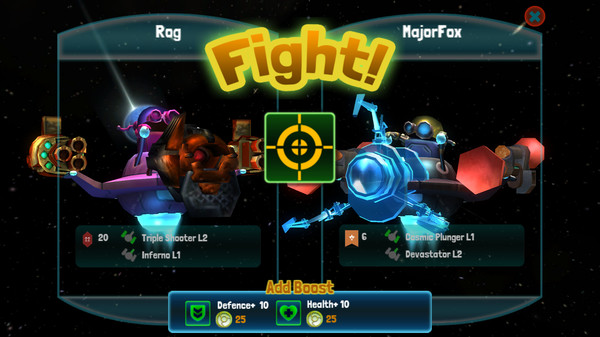 Rog
MajorFox
Fight!
20
Triple Shooter L2
Inferno L1
6
Cosmic Plunger L1
Devastator L2
Add Boost
Defence+ 10
25
Health+ 10
25